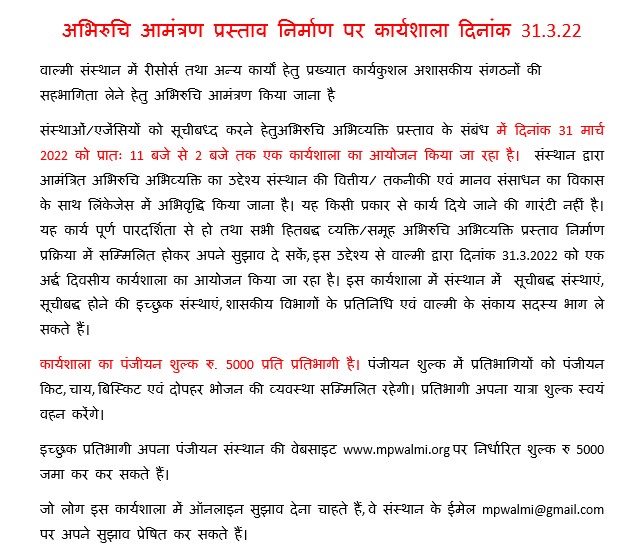 अभिरुचि आमंत्रण प्रस्ताव निर्माण पर कार्यशाला दिनांक 31.3.22
वाल्मी संस्थान में रीसोर्स तथा अन्य कार्यो हेतु प्रख्यात कार्यकुशल अशासकीय संगठनों की
सहभागिता लेने हेतु अभिरुचि आमंत्रण किया जाना है
संस्थाओं/एजेंसियों को सूचीबध्द करने हेतुअभिरुचि अभिव्यक्ति प्रस्ताव के संबंध में दिनांक 31 मार्च
2022 को प्रातः 11 बजे से 2 बजे तक एक कार्यशाला का आयोजन किया जा रहा है। संस्थान द्वारा
आमंत्रित अभिरुचि अभिव्यक्ति का उद्देश्य संस्थान की वित्तीय/ तकनीकी एवं मानव संसाधन का विकास
के साथ लिंकेजेस में अभिवृद्धि किया जाना है। यह किसी प्रकार से कार्य दिये जाने की गारंटी नहीं है।
यह कार्य पूर्ण पारदर्शिता से हो तथा सभी हितबद्ध व्यक्ति/समूह अभिरुचि अभिव्यक्ति प्रस्ताव निर्माण
प्रक्रिया में सम्मिलित होकर अपने सुझाव दे सकें, इस उद्देश्य से वाल्मी द्वारा दिनांक 31.3.2022 को एक
अर्द्ध दिवसीय कार्यशाला का आयोजन किया जा रहा है। इस कार्यशाला में संस्थान में सूचीबद्ध संस्थाएं,
सूचीबद्ध होने की इच्छुक संस्थाएं, शासकीय विभागों के प्रतिनिधि एवं वाल्मी के संकाय सदस्य भाग ले
सकते हैं।
कार्यशाला का पंजीयन शुल्क रु. 5000 प्रति प्रतिभागी है। पंजीयन शुल्क में प्रतिभागियों को पंजीयन
किट, चाय, बिस्किट एवं दोपहर भोजन की व्यवस्था सम्मिलित रहेगी। प्रतिभागी अपना यात्रा शुल्क स्वयं
वहन करेंगे।
इच्छुक प्रतिभागी अपना पंजीयन संस्थान की वेबसाइट www.mpwalmi.org पर निर्धारित शुल्क रु 5000
जमा कर कर सकते हैं।
जो लोग इस कार्यशाला में ऑनलाइन सुझाव देना चाहते हैं, वे संस्थान के ईमेल mpwalmi@gmail.com
पर अपने सुझाव प्रेषित कर सकते हैं।